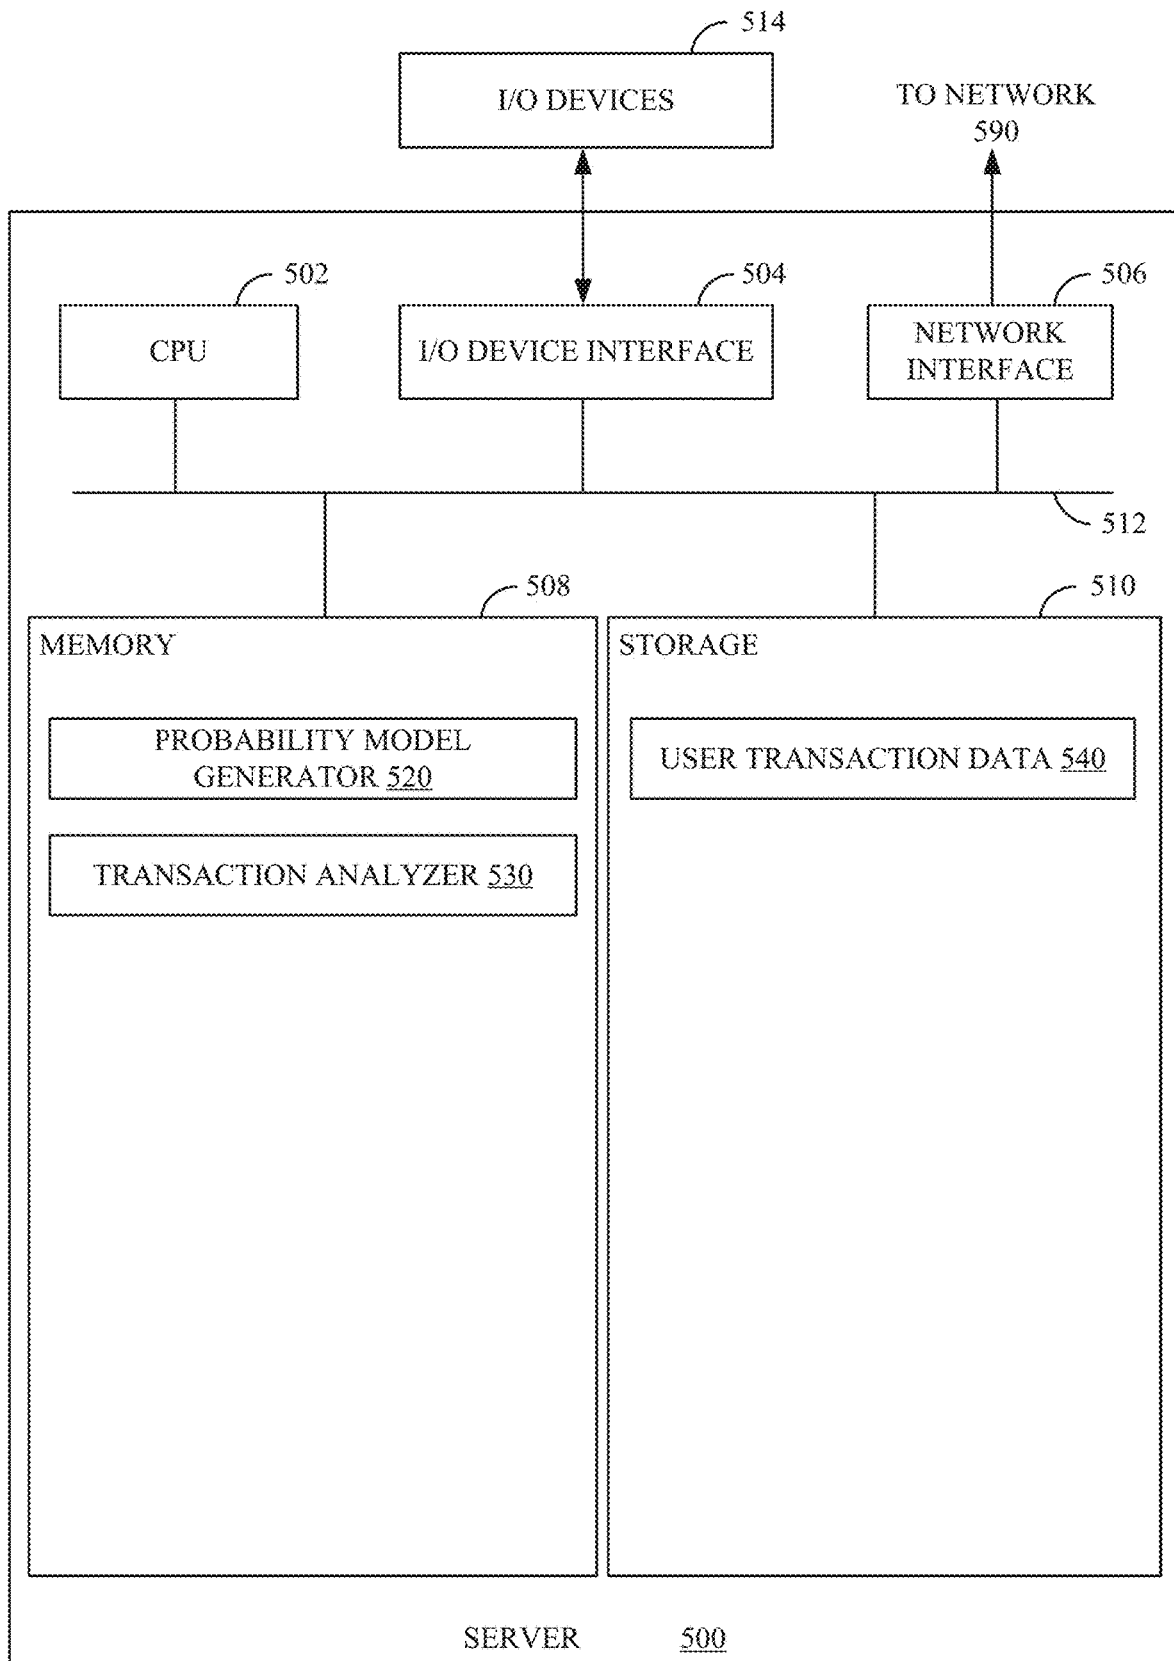 514
I/O DEVICES
TO NETWORK
590
502
504
506
CPU
I/O DEVICE INTERFACE
NETWORK
INTERFACE
512
508
510
MEMORY
STORAGE
PROBABILITY MODEL
GENERATOR 520
USER TRANSACTION DATA 540
TRANSACTION ANALYZER 530
SERVER 500